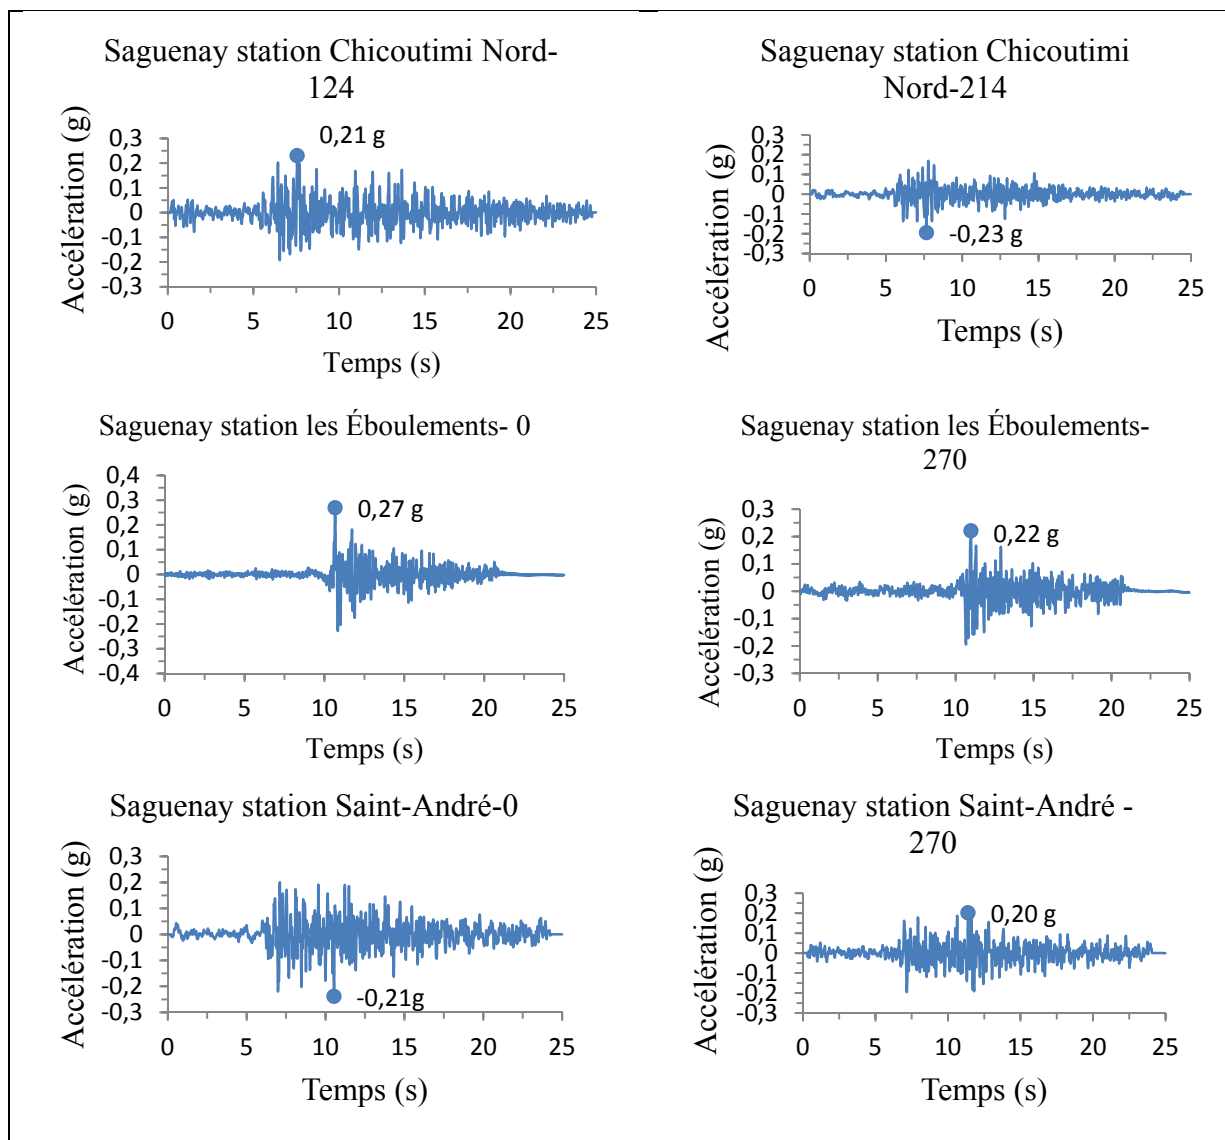 Saguenay station Chicoutimi Nord-
124
Accélération (g)
0,3
0,2
0,1
0
-0,1
-0,2
-0,3
0,21 g
0 5 10 15 20 25
Temps (s)
Saguenay station Chicoutimi
Nord-214
Accélération (g)
0,3
0,2
0,1
0
-0,1
-0,2
-0,3
-0,23 g
0 5 10 15 20 25
Temps (s)
Saguenay station les Éboulements- 0
Accélération (g)
0,4
0,3
0,2
0,1
0
-0,1
-0,2
-0,3
-0,4
0,27 g
0 5 10 15 20 25
Temps (s)
Saguenay station les Éboulements-
270
Accélération (g)
0,3
0,2
0,1
0
-0,1
-0,2
-0,3
0,22 g
0 5 10 15 20 25
Temps (s)
Saguenay station Saint-André-0
Accélération (g)
0,3
0,2
0,1
0
-0,1
-0,2
-0,3
-0,21g
0 5 10 15 20 25
Temps (s)
Saguenay station Saint-André -
270
Accélération (g)
0,3
0,2
0,1
0
-0,1
-0,2
-0,3
0,20 g
0 5 10 15 20 25
Temps (s)